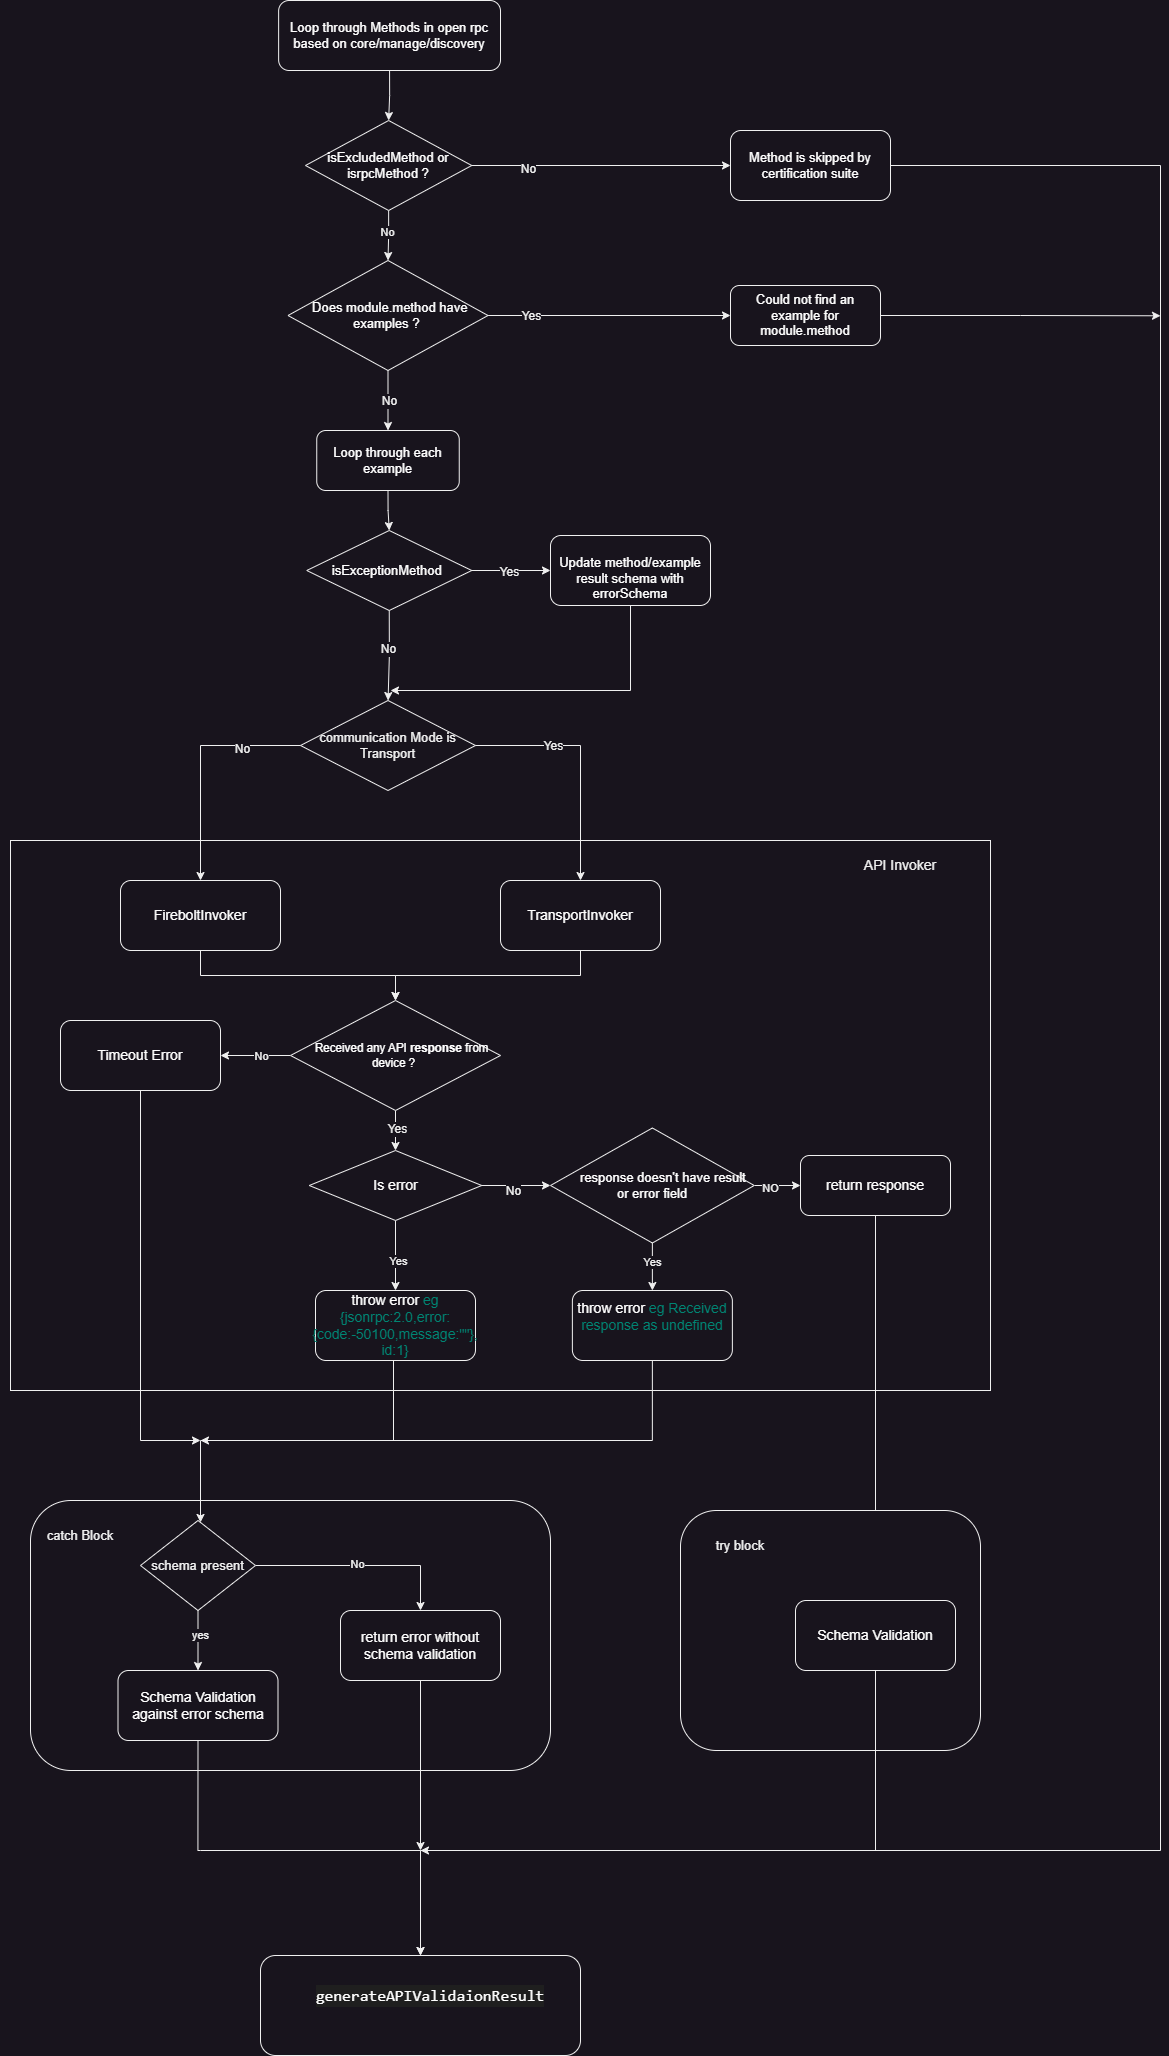 Loop through Methods in open rpc
based on core/manage/discovery
isExcludedMethod or
isrpcMethod ?
No
Method is skipped by
certification suite
No
Does module.method have
examples ?
Yes
Could not find an
example for
module.method
No
Loop through each
example
isExceptionMethod
Yes
Update method/example
result schema with
errorSchema
No
communication Mode is
Transport
No
Yes
API Invoker
FireboltInvoker
TransportInvoker
Received any API response from
device ?
No
Timeout Error
Yes
Is error
No
response doesn't have result
or error field
NO
return response
Yes
Yes
throw error eg
{jsonrpc:2.0,error:
{code:-50100,message:""},
id:1}
throw error eg Received
response as undefined
catch Block
schema present
No
yes
return error without
schema validation
Schema Validation
against error schema
try block
Schema Validation
generateAPIValidaionResult